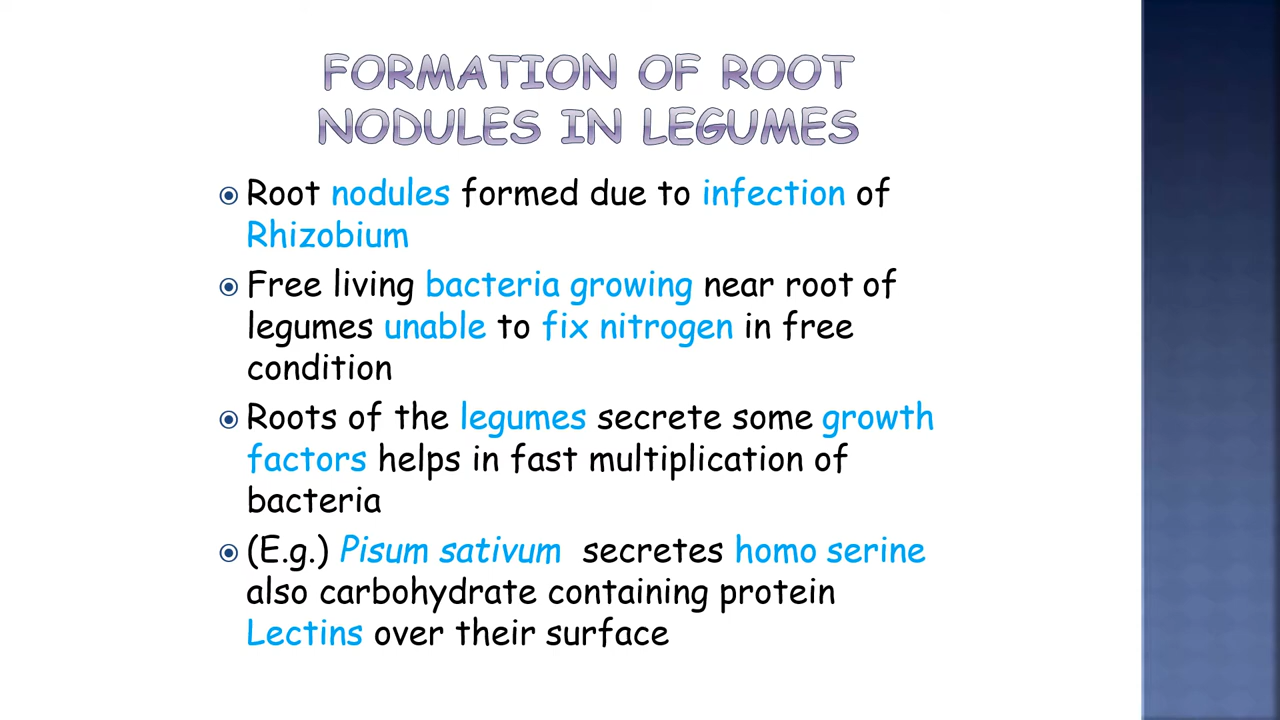 FORMATION OF ROOT
NODULES IN LEGUMES
Root nodules formed due to infection of
Rhizobium
Free living bacteria growing near root of
legumes unable to fix nitrogen in free
condition
Roots of the legumes secrete some growth
factors helps in fast multiplication of
bacteria
(E.g.) Pisum sativum secretes homo serine
also carbohydrate containing protein
Lectins over their surface